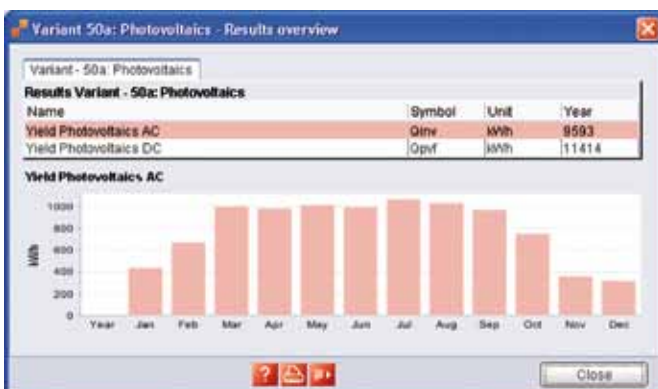 Variant 50a: Photovoltaics - Results overview
Variant - 50a: Photovoltaics
Results Variant - 50a: Photovoltaics
Name Symbol Unit Year
Yield Photovoltaics AC Qinv kWh 9593
Yield Photovoltaics DC Qpvf kWh 11414
Yield Photovoltaics AC
kWh
1000
800
600
400
200
0
Year Jan Feb Mar Apr May Jun Jul Aug Sep Oct Nov Dec
?
Close